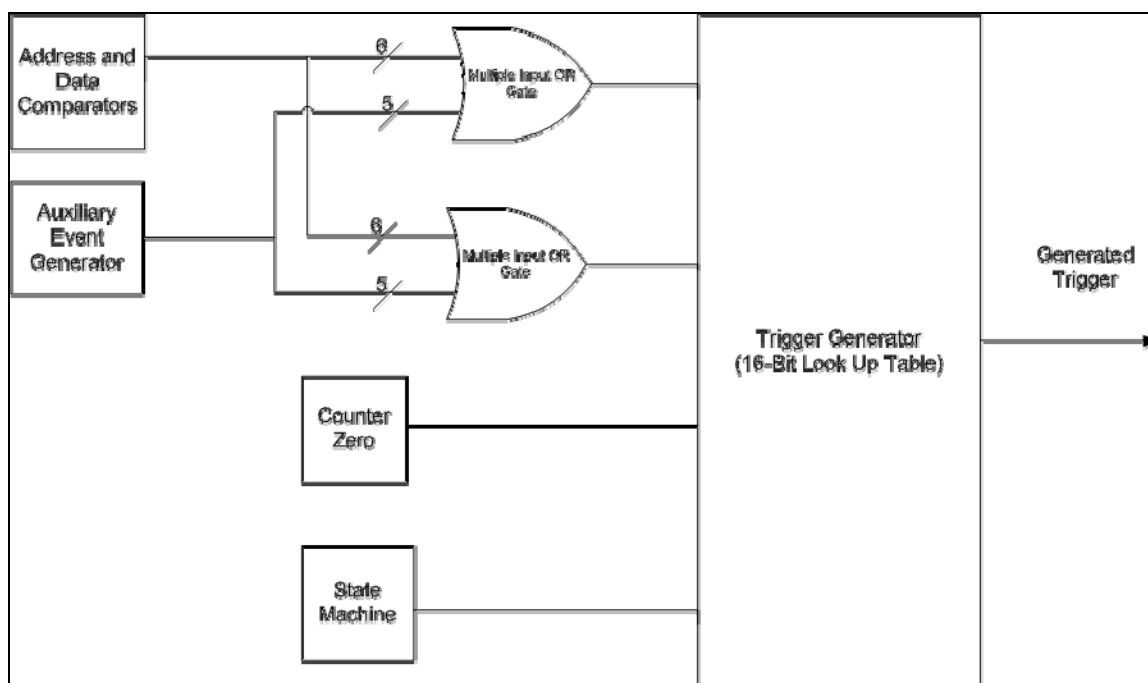 Address and
Data
Comparators
6
5
Multiple Input OR
Gate
Auxiliary
Event
Generator
6
5
Multiple Input OR
Gate
Counter
Zero
State
Machine
Trigger Generator
(16-Bit Look Up Table)
Generated
Trigger